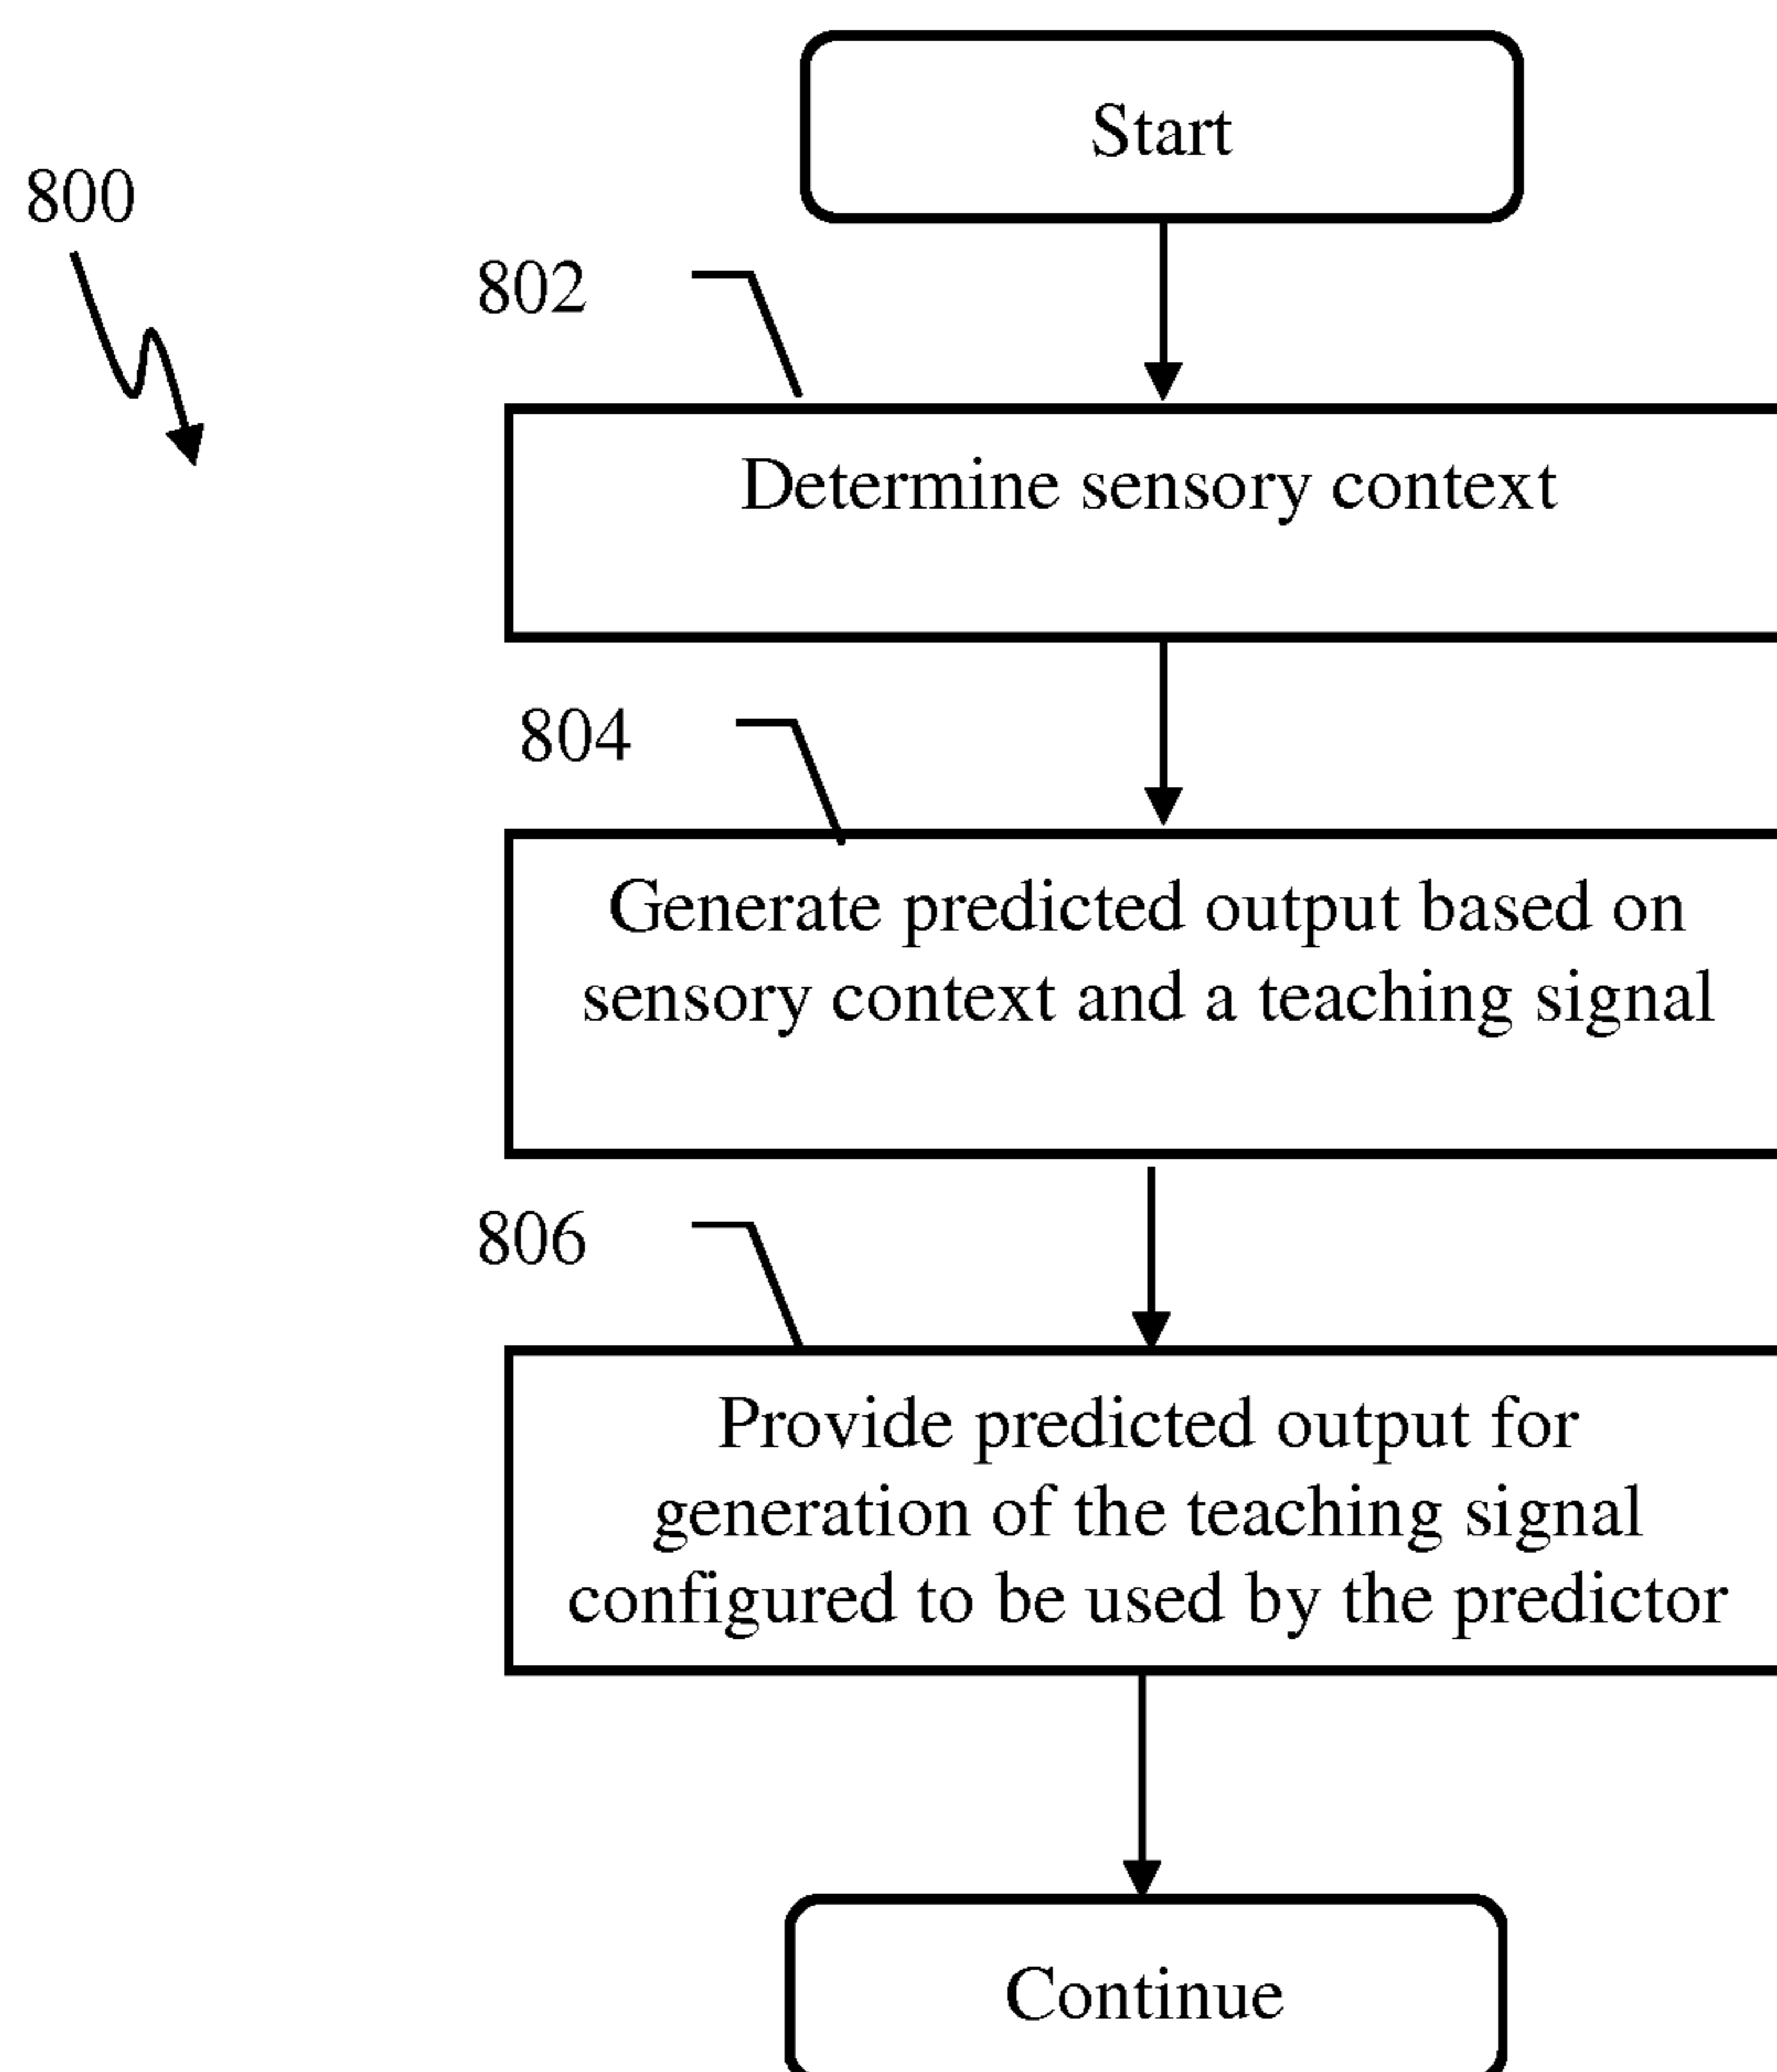 Start
800
802
Determine sensory context
804
Generate predicted output based on
sensory context and a teaching signal
806
Provide predicted output for
generation of the teaching signal
configured to be used by the predictor
Continue